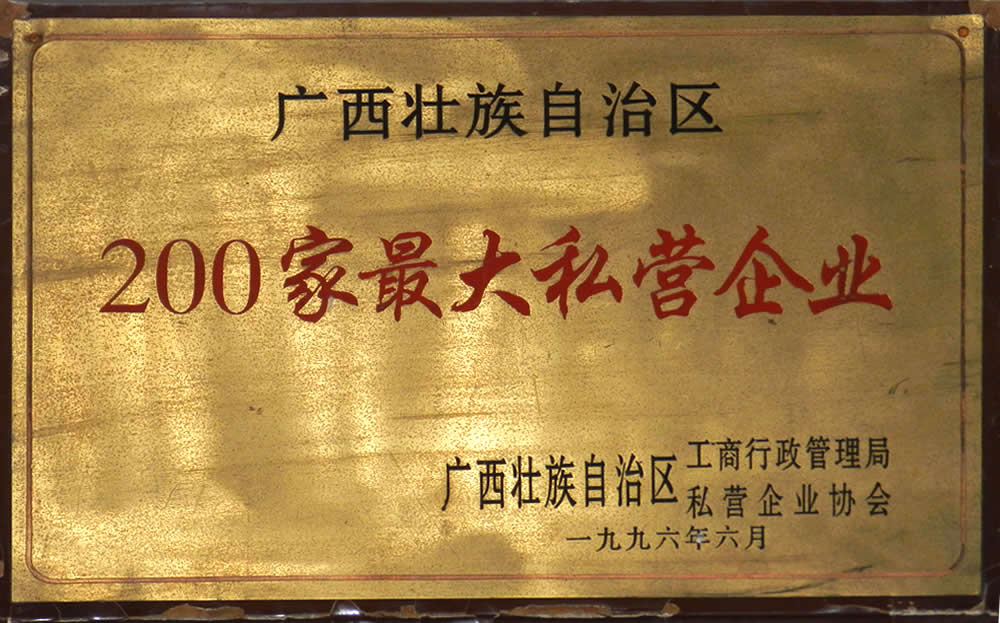 广西壮族自治区
200家最大私营企业
广西壮族自治区 工商行政管理局
私营企业协会
一九九六年六月